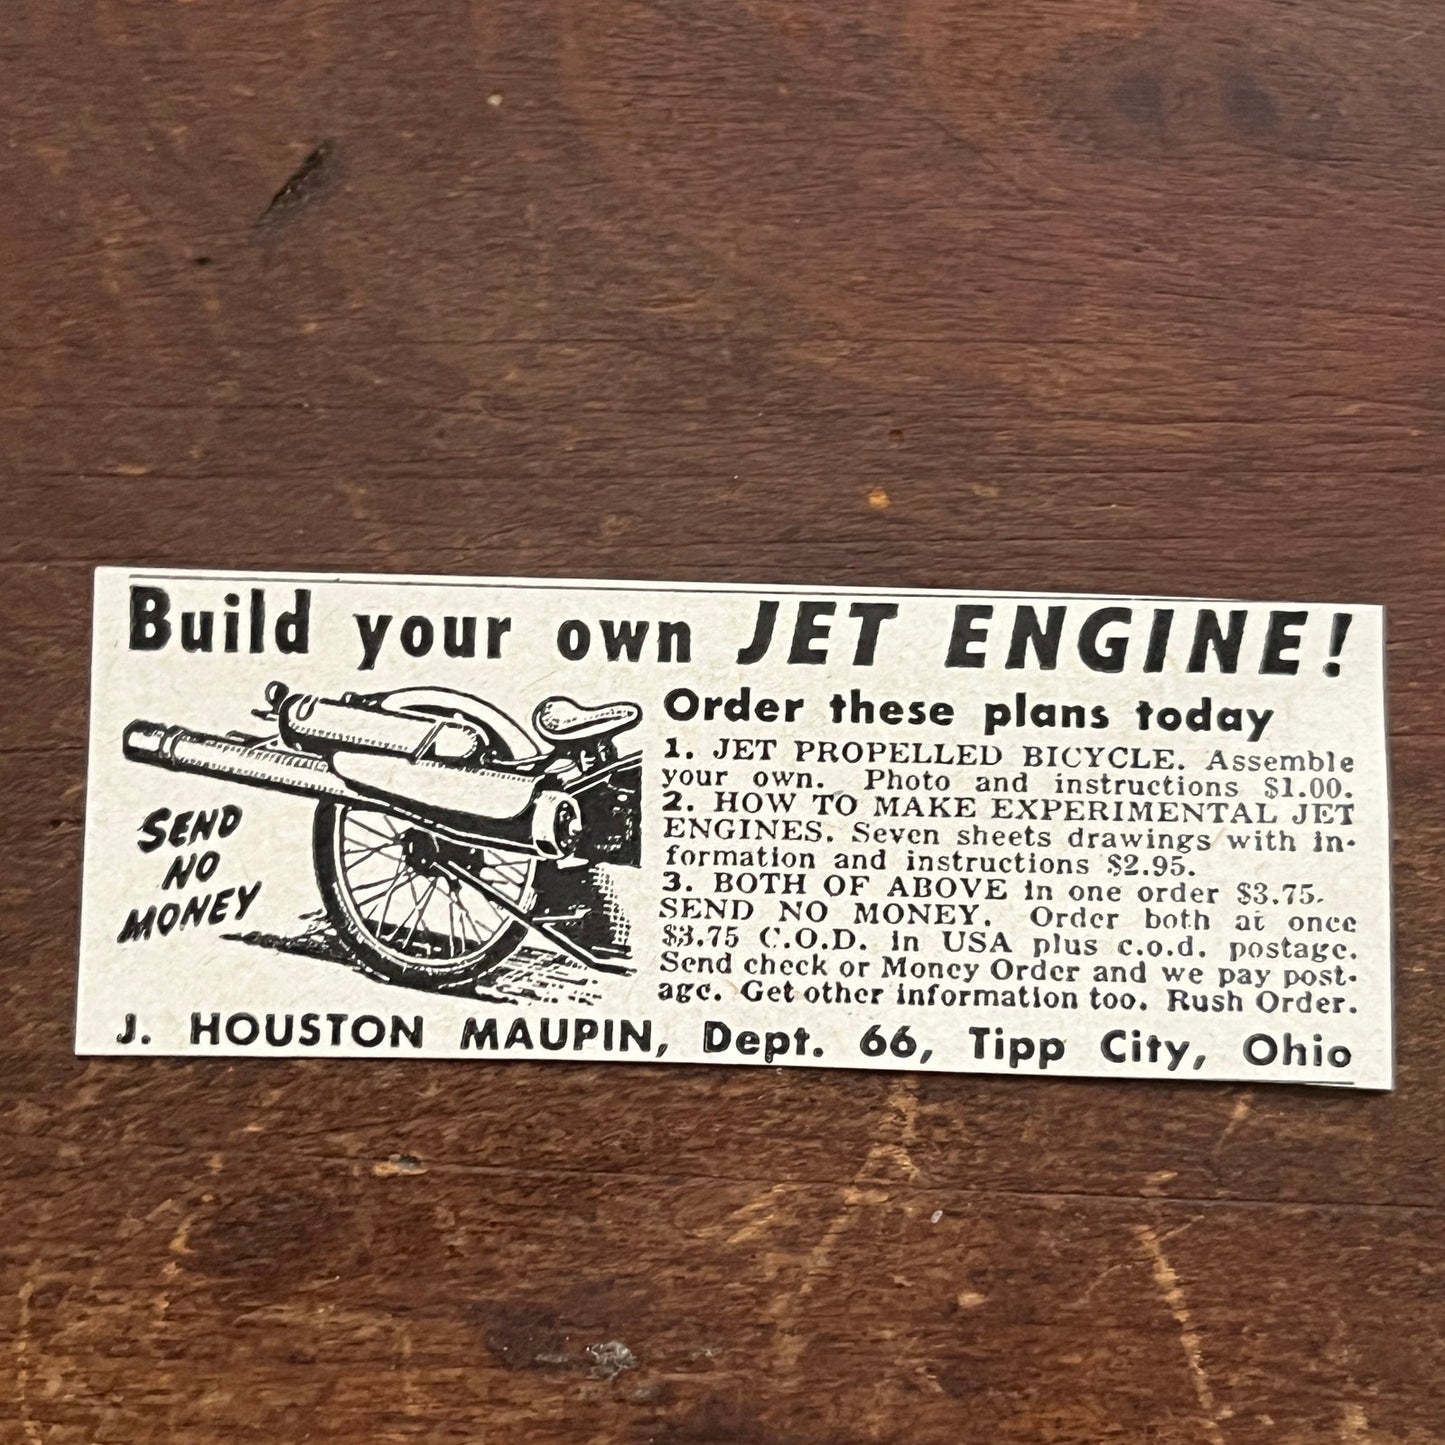 Build your own JET ENGINE!
SEND
NO
MONEY
Order these plans today
1. JET PROPELLED BICYCLE. Assemble
your own. Photo and instructions $1.00.
2. HOW TO MAKE EXPERIMENTAL JET
ENGINES. Seven sheets drawings with in-
formation and instructions $2.95.
3. BOTH OF ABOVE in one order $3.75.
SEND NO MONEY. Order both at once
$3.75 C.O.D. in USA plus c.o.d. postage.
Send check or Money Order and we pay post-
age. Get other information too. Rush Order.
J. HOUSTON MAUPIN, Dept. 66, Tipp City, Ohio